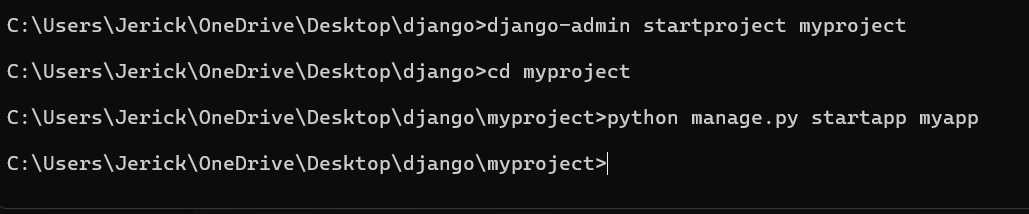 C:\Users\Jerick\OneDrive\Desktop\django>django-admin startproject myproject
C:\Users\Jerick\OneDrive\Desktop\django>cd myproject
C:\Users\Jerick\OneDrive\Desktop\django\myproject>python manage.py startapp myapp
C:\Users\Jerick\OneDrive\Desktop\django\myproject>